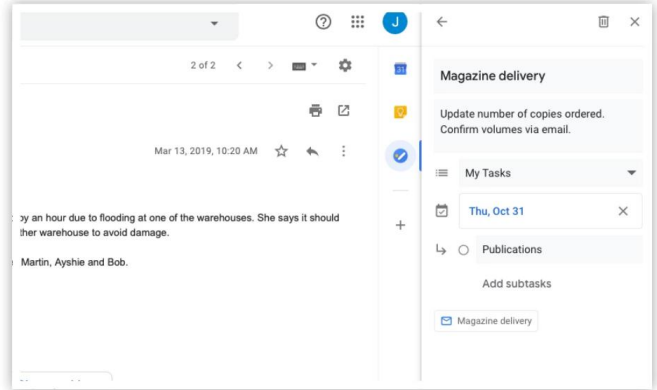 J
2 of 2
31
Mar 13, 2019, 10:20 AM
by an hour due to flooding at one of the warehouses. She says it should
ther warehouse to avoid damage.
Martin, Ayshie and Bob.
Magazine delivery
Update number of copies ordered.
Confirm volumes via email.
My Tasks
Thu, Oct 31
Publications
Add subtasks
Magazine delivery